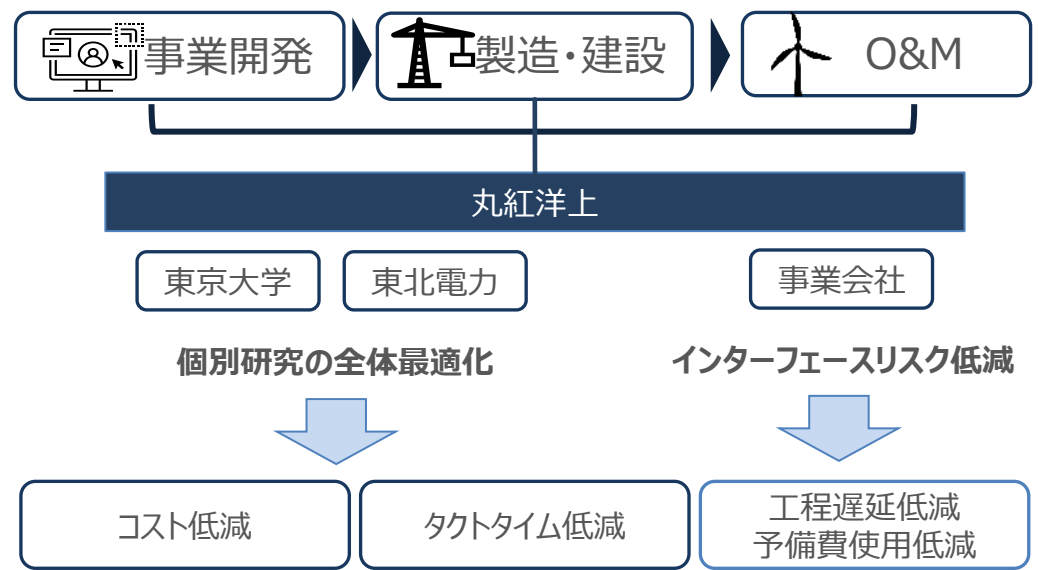 事業開発
製造・建設
O&M
丸紅洋上
東京大学
東北電力
事業会社
個別研究の全体最適化
インターフェースリスク低減
コスト低減
タクトタイム低減
工程遅延低減
予備費使用低減